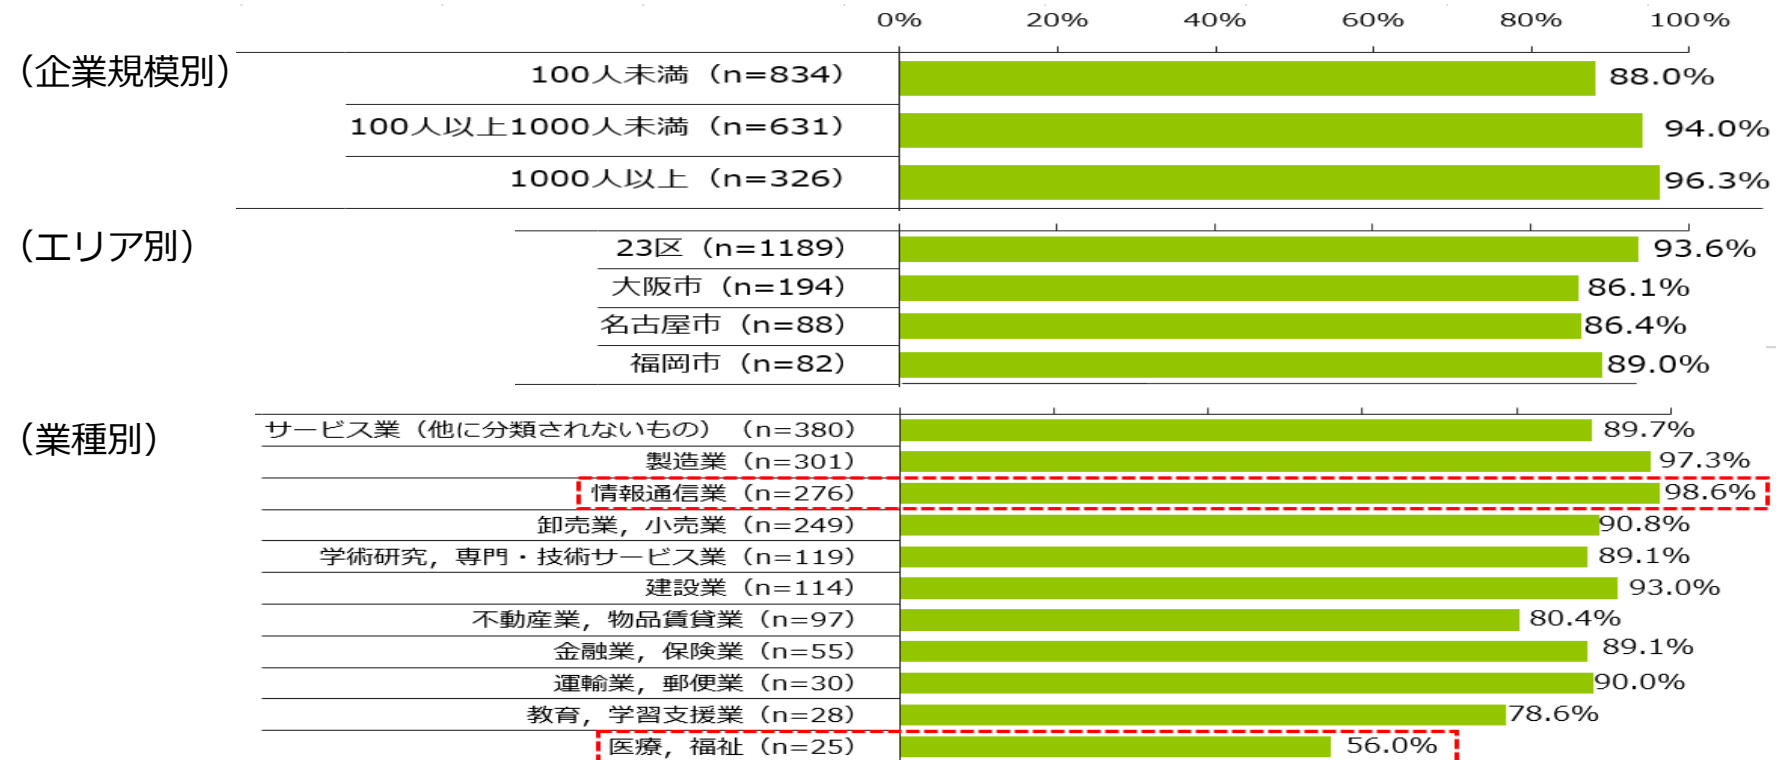 0% 20% 40% 60% 80% 100%
（企業規模別）
100人未満（n=834） 88.0%
100人以上1000人未満（n=631） 94.0%
1000人以上（n=326） 96.3%
（エリア別）
23区（n=1189） 93.6%
大阪市（n=194） 86.1%
名古屋市（n=88） 86.4%
福岡市（n=82） 89.0%
（業種別）
サービス業（他に分類されないもの）（n=380） 89.7%
製造業（n=301） 97.3%
情報通信業（n=276） 98.6%
卸売業，小売業（n=249） 90.8%
学術研究，専門・技術サービス業（n=119） 89.1%
建設業（n=114） 93.0%
不動産業，物品賃貸業（n=97） 80.4%
金融業，保険業（n=55） 89.1%
運輸業，郵便業（n=30） 90.0%
教育，学習支援業（n=28） 78.6%
医療，福祉（n=25） 56.0%